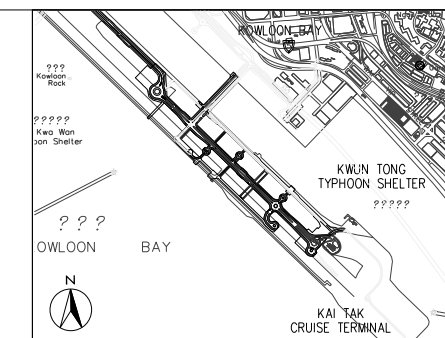 KOWLOON BAY
???
Kowloon
Rock
?????
Kwa Wan
oon Shelter
KWUN TONG
TYPHOON SHELTER
?????
???
OWLOON BAY
N
KAI TAK
CRUISE TERMINAL